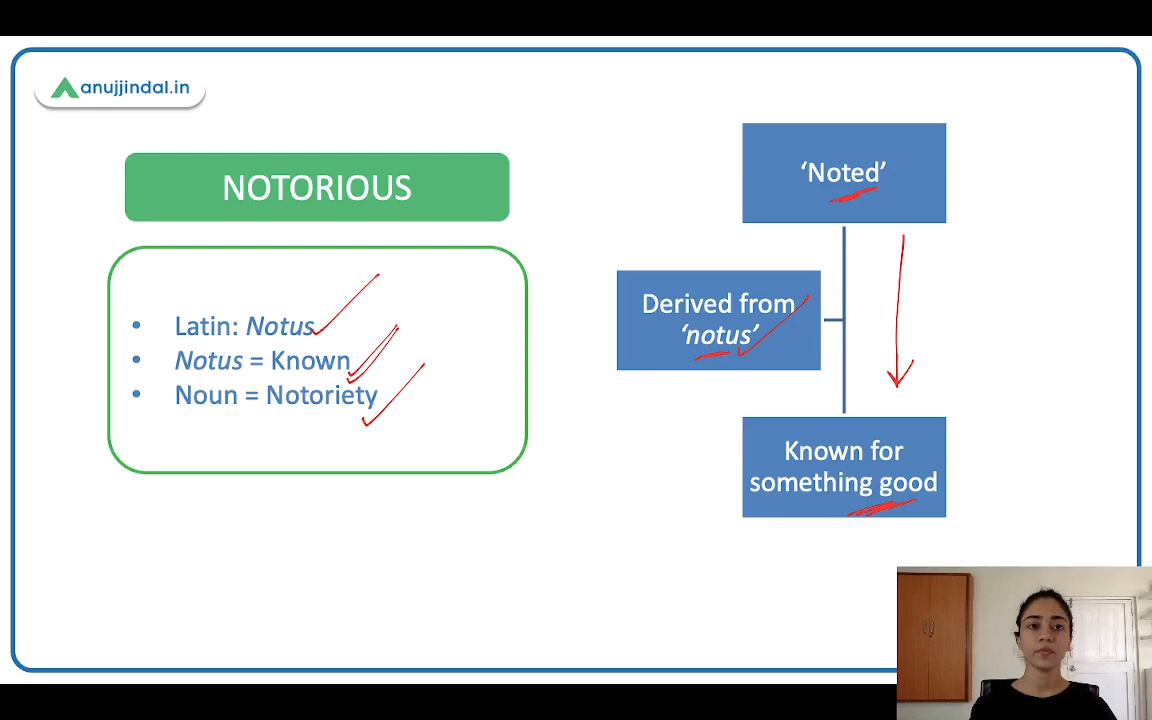 anujjindal.in
NOTORIOUS
• Latin: Notus
• Notus = Known
• Noun = Notoriety
‘Noted’
Derived from
‘notus’
Known for
something good